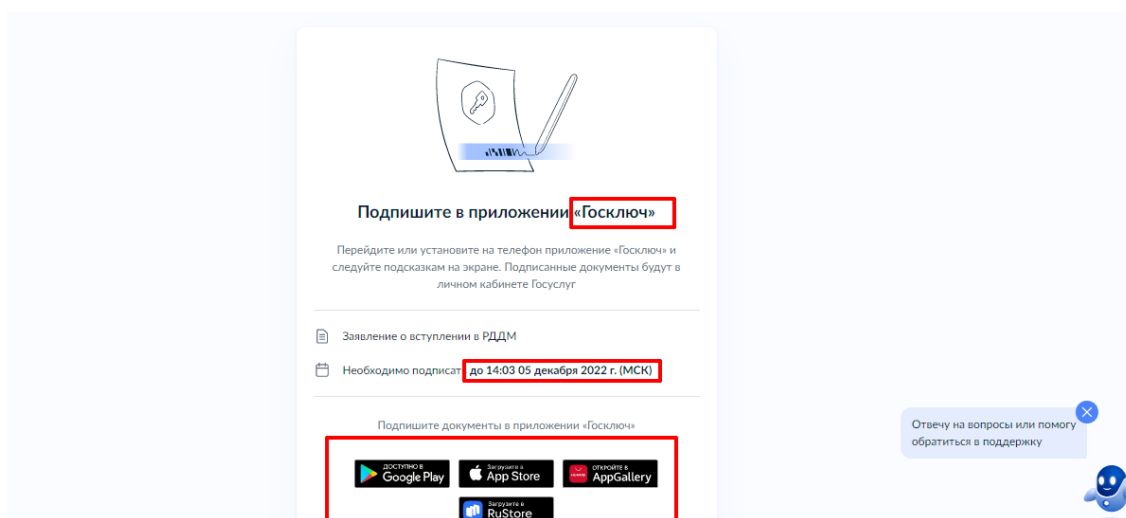 Подпишите в приложении «Госключ»
Перейдите или установите на телефон приложение «Госключ» и
следуйте подсказкам на экране. Подписанные документы будут в
личном кабинете Госуслуг
Заявление о вступлении в РДДМ
Необходимо подписат до 14:03 05 декабря 2022 г. (МСК)
Подпишите документы в приложении «Госключ»
ДОСТУПНО В
Google Play
Загрузите в
App Store
ОТКРОЙТЕ В
AppGallery
Загрузите в
RuStore
Отвечу на вопросы или помогу
обратиться в поддержку